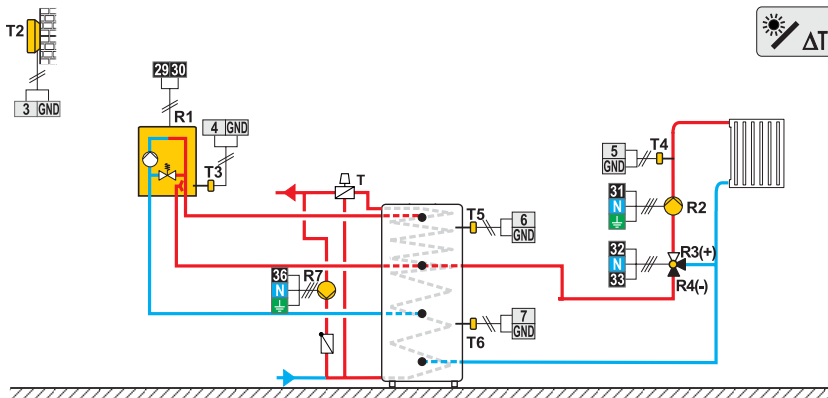 T2
3 GND
29 30
R1
4 GND
T3
T
ΔT
5
GND
T4
31
N
R2
32
N
33
R3(+)
R4(-)
T5
6
GND
36
N
R7
7
GND
T6